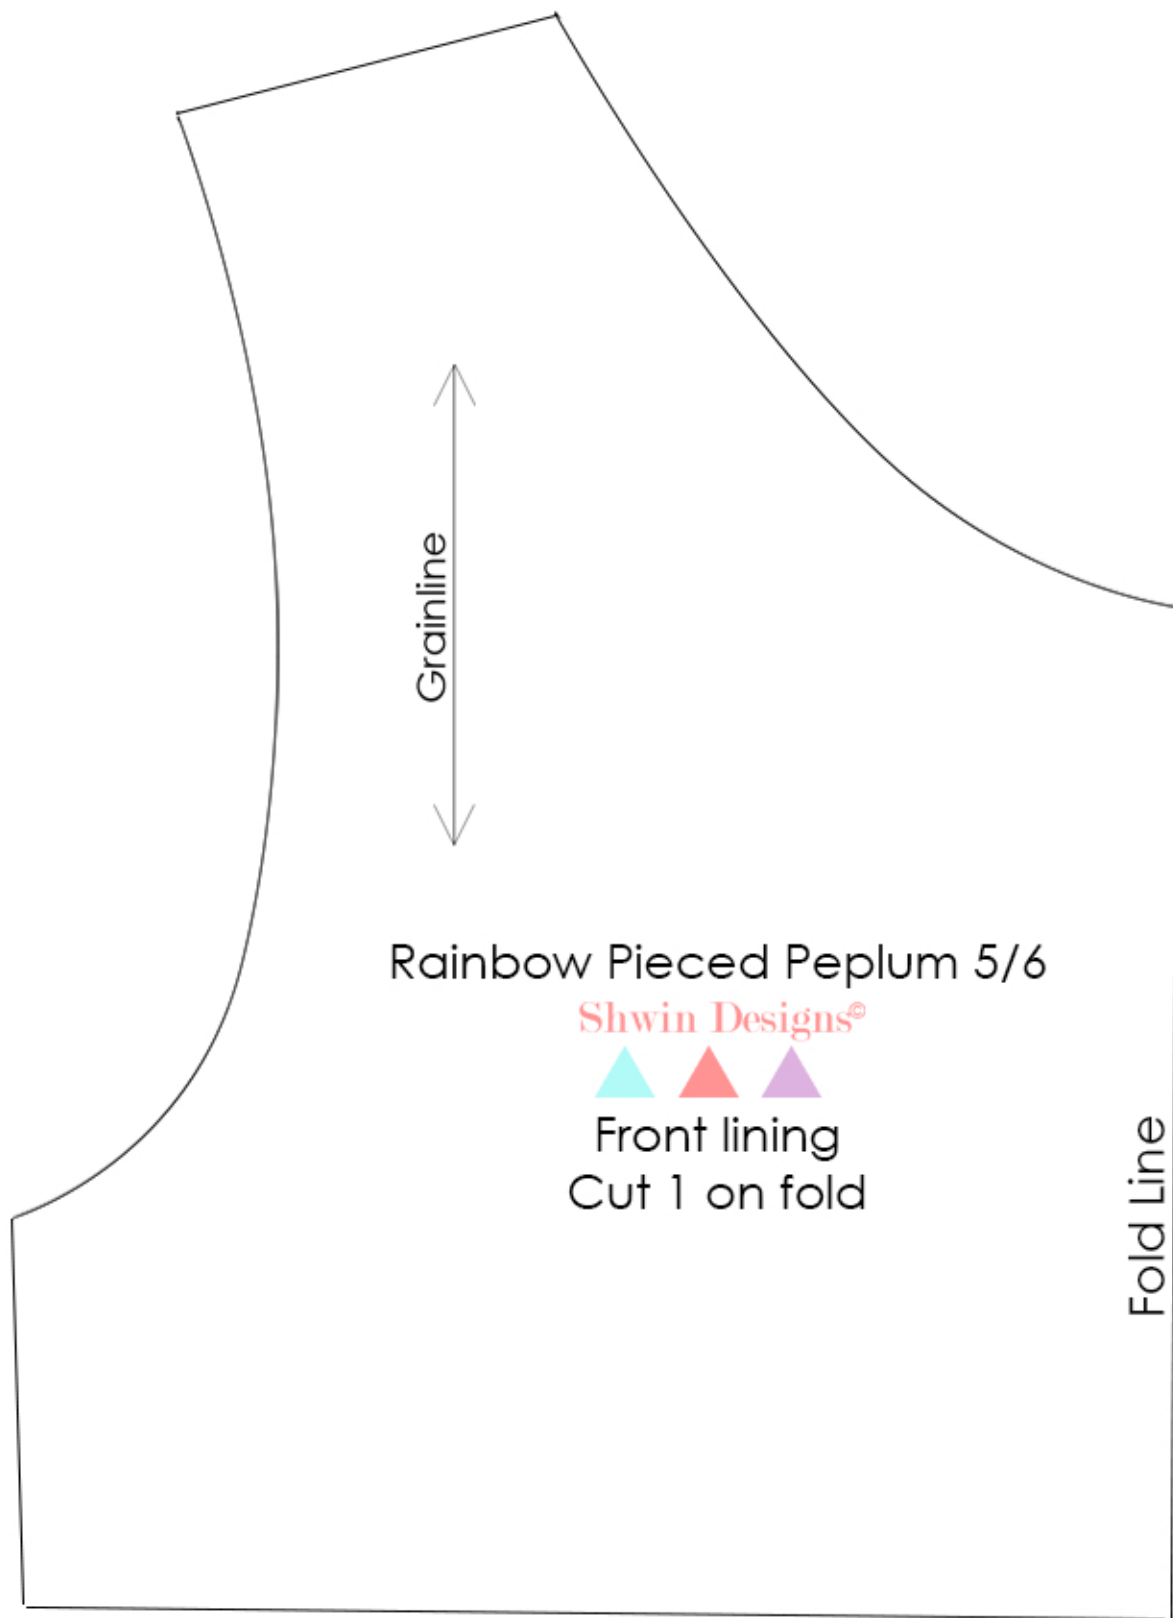 Grainline
Rainbow Pieced Peplum 5/6
Shwin Designs©
Front lining
Cut 1 on fold
Fold Line